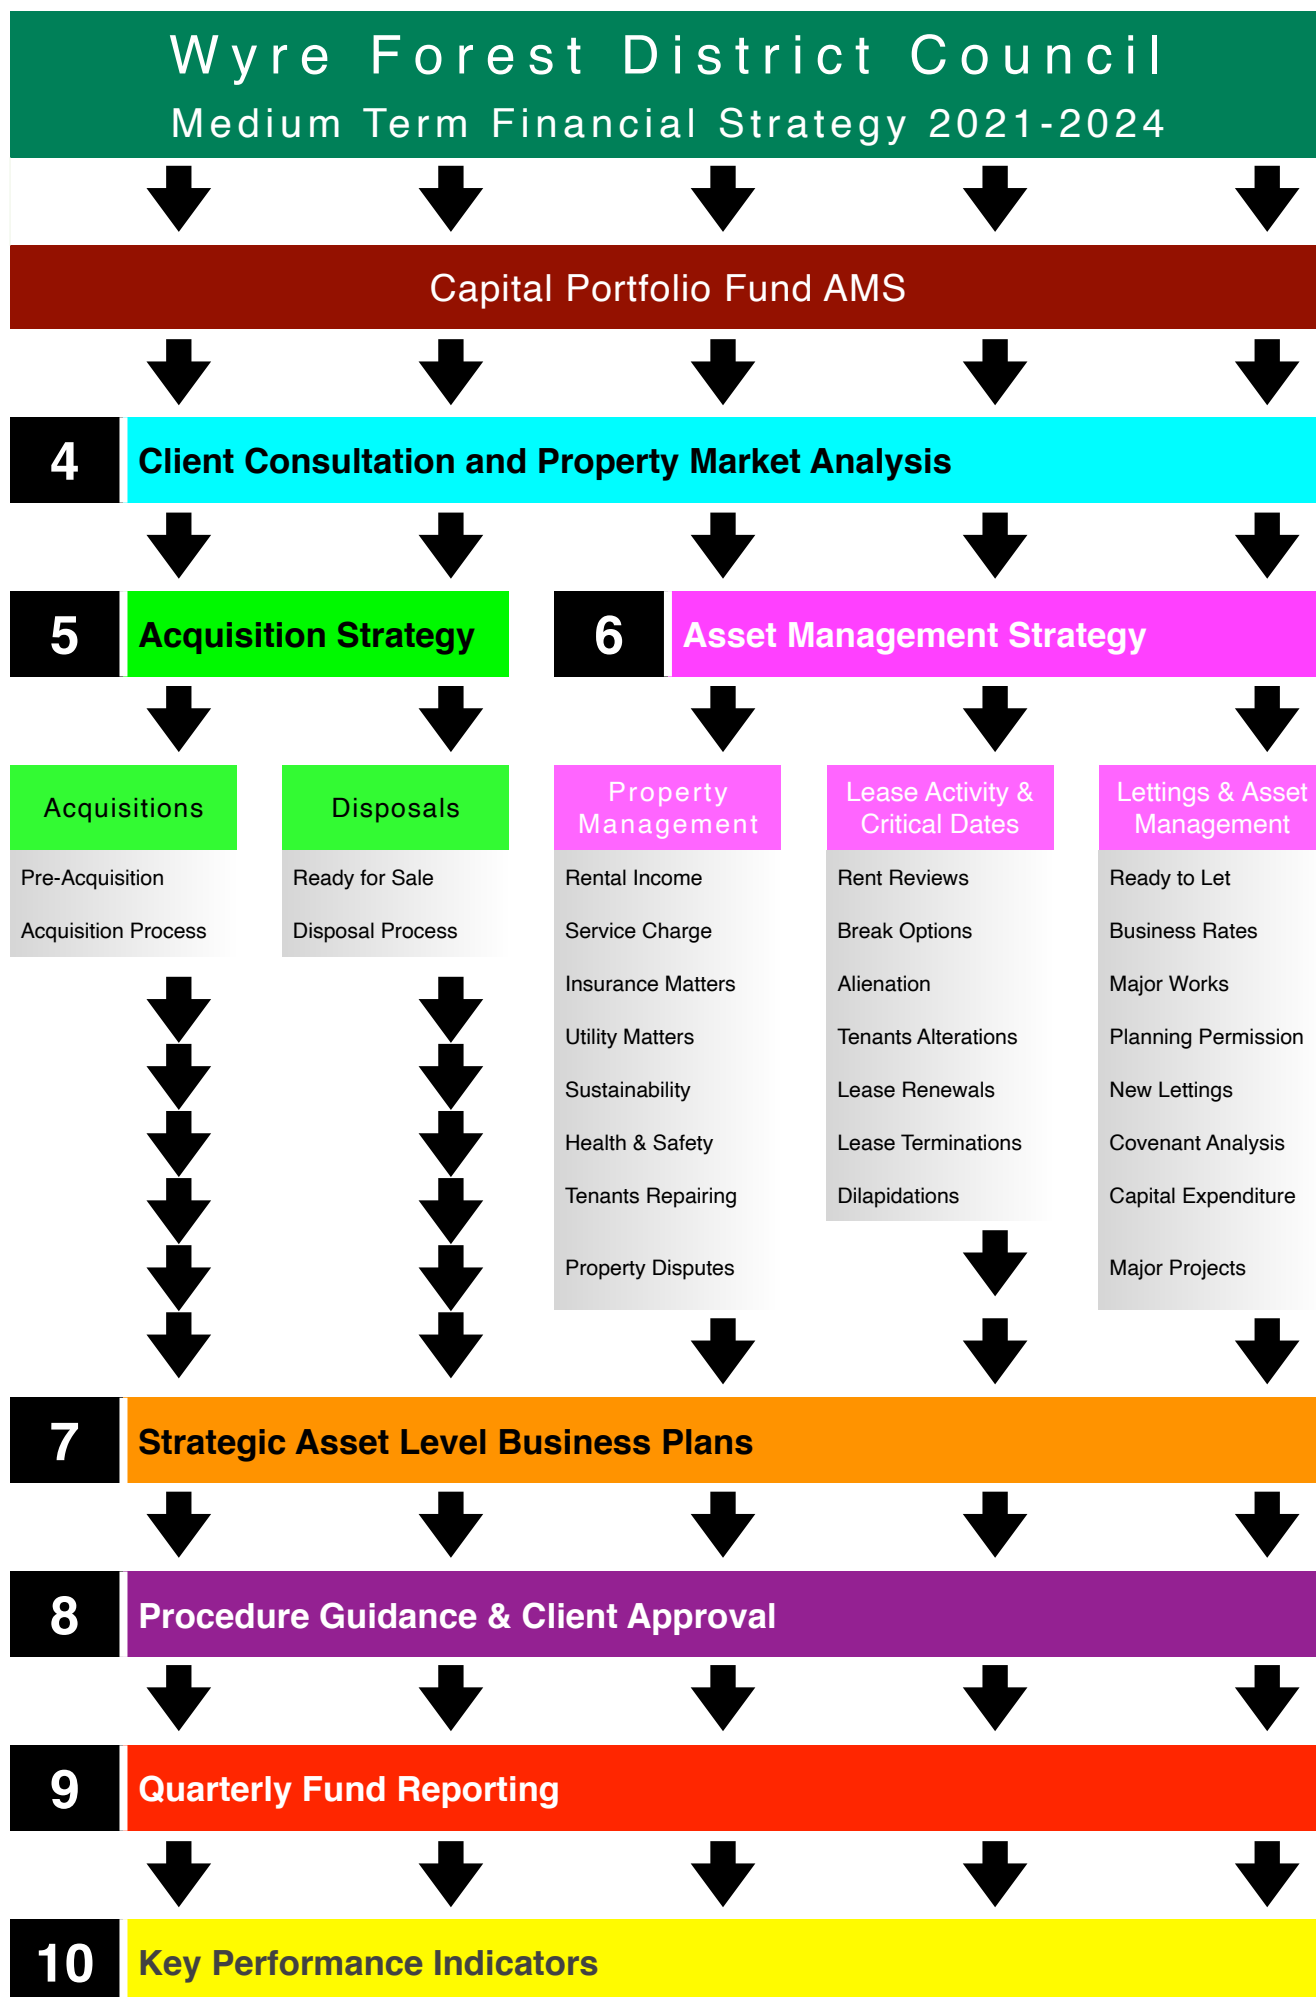 Wyre Forest District Council
Medium Term Financial Strategy 2021-2024
Capital Portfolio Fund AMS
4
Client Consultation and Property Market Analysis
5
Acquisition Strategy
6
Asset Management Strategy
Acquisitions
Pre-Acquisition
Acquisition Process
Disposals
Ready for Sale
Disposal Process
Property
Management
Rental Income
Service Charge
Insurance Matters
Utility Matters
Sustainability
Health & Safety
Tenants Repairing
Property Disputes
Lease Activity &
Critical Dates
Rent Reviews
Break Options
Alienation
Tenants Alterations
Lease Renewals
Lease Terminations
Dilapidations
Lettings & Asset
Management
Ready to Let
Business Rates
Major Works
Planning Permission
New Lettings
Covenant Analysis
Capital Expenditure
Major Projects
7
Strategic Asset Level Business Plans
8
Procedure Guidance & Client Approval
9
Quarterly Fund Reporting
10
Key Performance Indicators